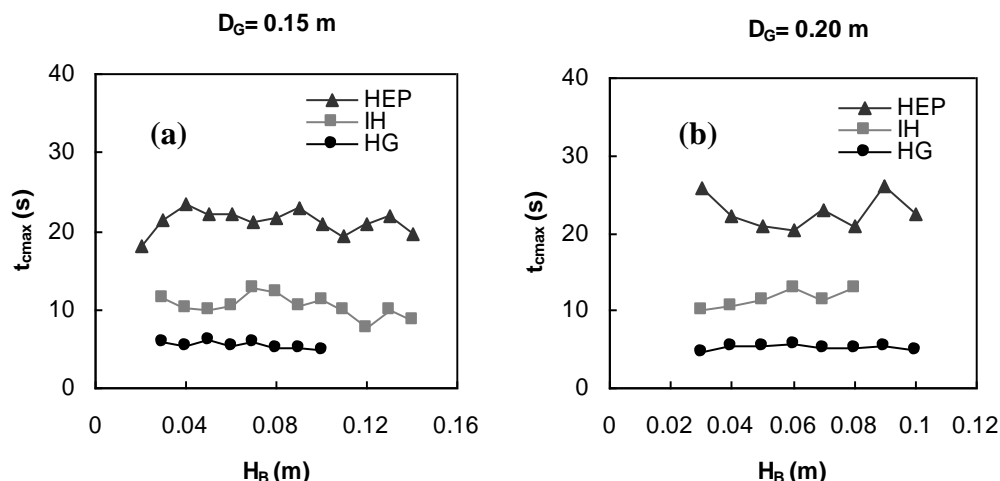 D_G= 0.15 m
40
30
20
10
0
t_cmax (s)
(a)
HEP
IH
HG
0 0.04 0.08 0.12 0.16
H_B (m)
D_G= 0.20 m
40
30
20
10
0
t_cmax (s)
(b)
HEP
IH
HG
0 0.02 0.04 0.06 0.08 0.1 0.12
H_B (m)